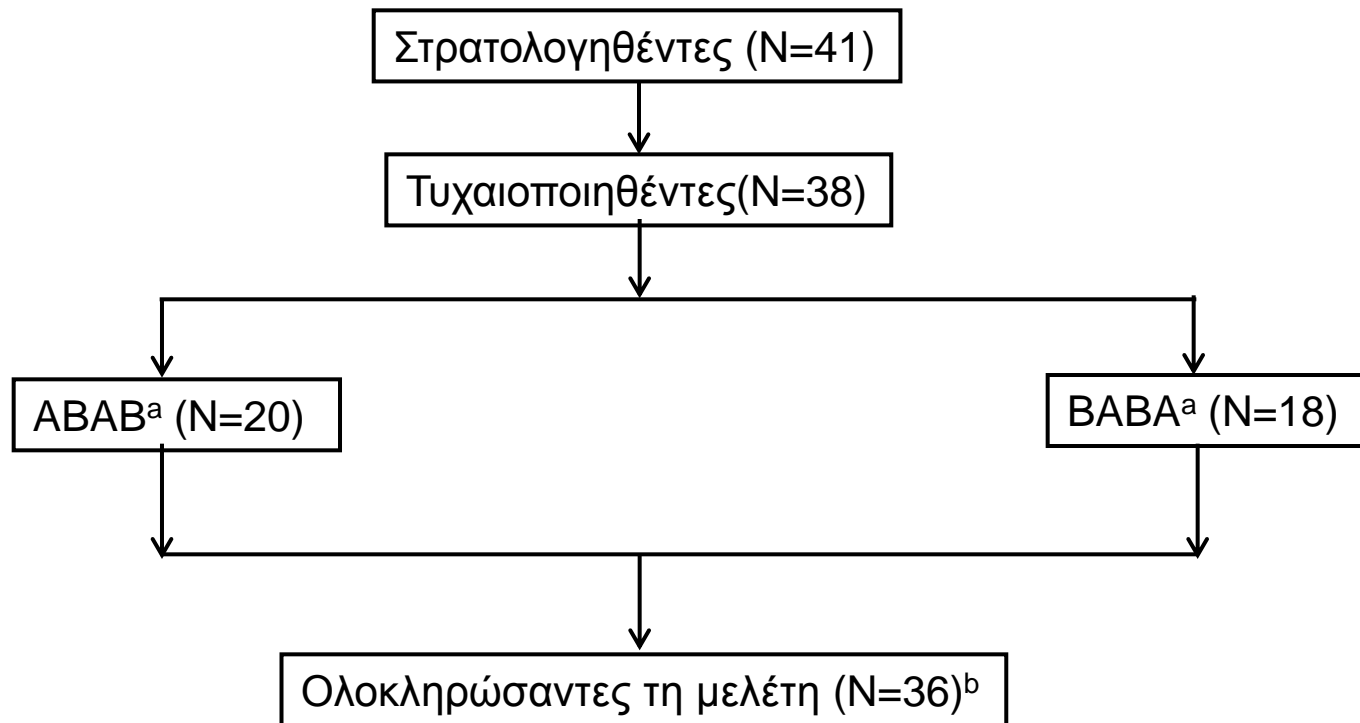 Στρατολογηθέντες (N=41)
Τυχαιοποιηθέντες(N=38)
ABABᵃ (N=20)
BABAᵃ (N=18)
Ολοκληρώσαντες τη μελέτη (N=36)ᵇ